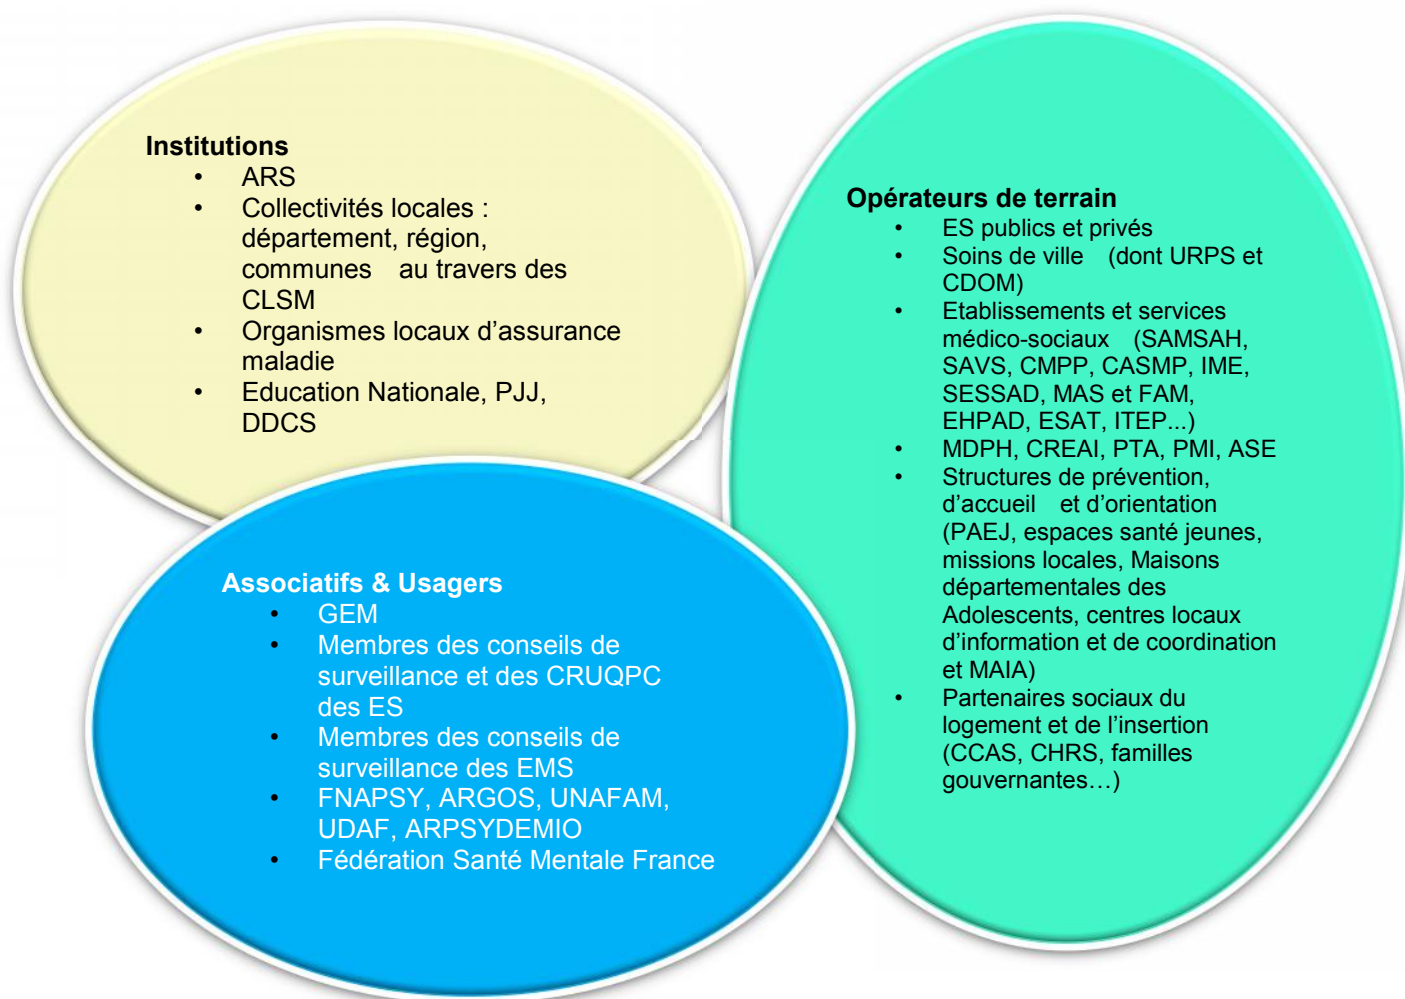 Institutions
• ARS
• Collectivités locales :
département, région,
communes au travers des
CLSM
• Organismes locaux d’assurance
maladie
• Education Nationale, PJJ,
DDCS
Opérateurs de terrain
• ES publics et privés
• Soins de ville (dont URPS et
CDOM)
• Etablissements et services
médico-sociaux (SAMSAH,
SAVS, CMPP, CASMP, IME,
SESSAD, MAS et FAM,
EHPAD, ESAT, ITEP...)
• MDPH, CREAI, PTA, PMI, ASE
• Structures de prévention,
d’accueil et d’orientation
(PAEJ, espaces santé jeunes,
missions locales, Maisons
départementales des
Adolescents, centres locaux
d’information et de coordination
et MAIA)
• Partenaires sociaux du
logement et de l’insertion
(CCAS, CHRS, familles
gouvernantes…)
Associatifs & Usagers
• GEM
• Membres des conseils de
surveillance et des CRUQPC
des ES
• Membres des conseils de
surveillance des EMS
• FNAPSY, ARGOS, UNAFAM,
UDAF, ARPSYDEMIO
• Fédération Santé Mentale France